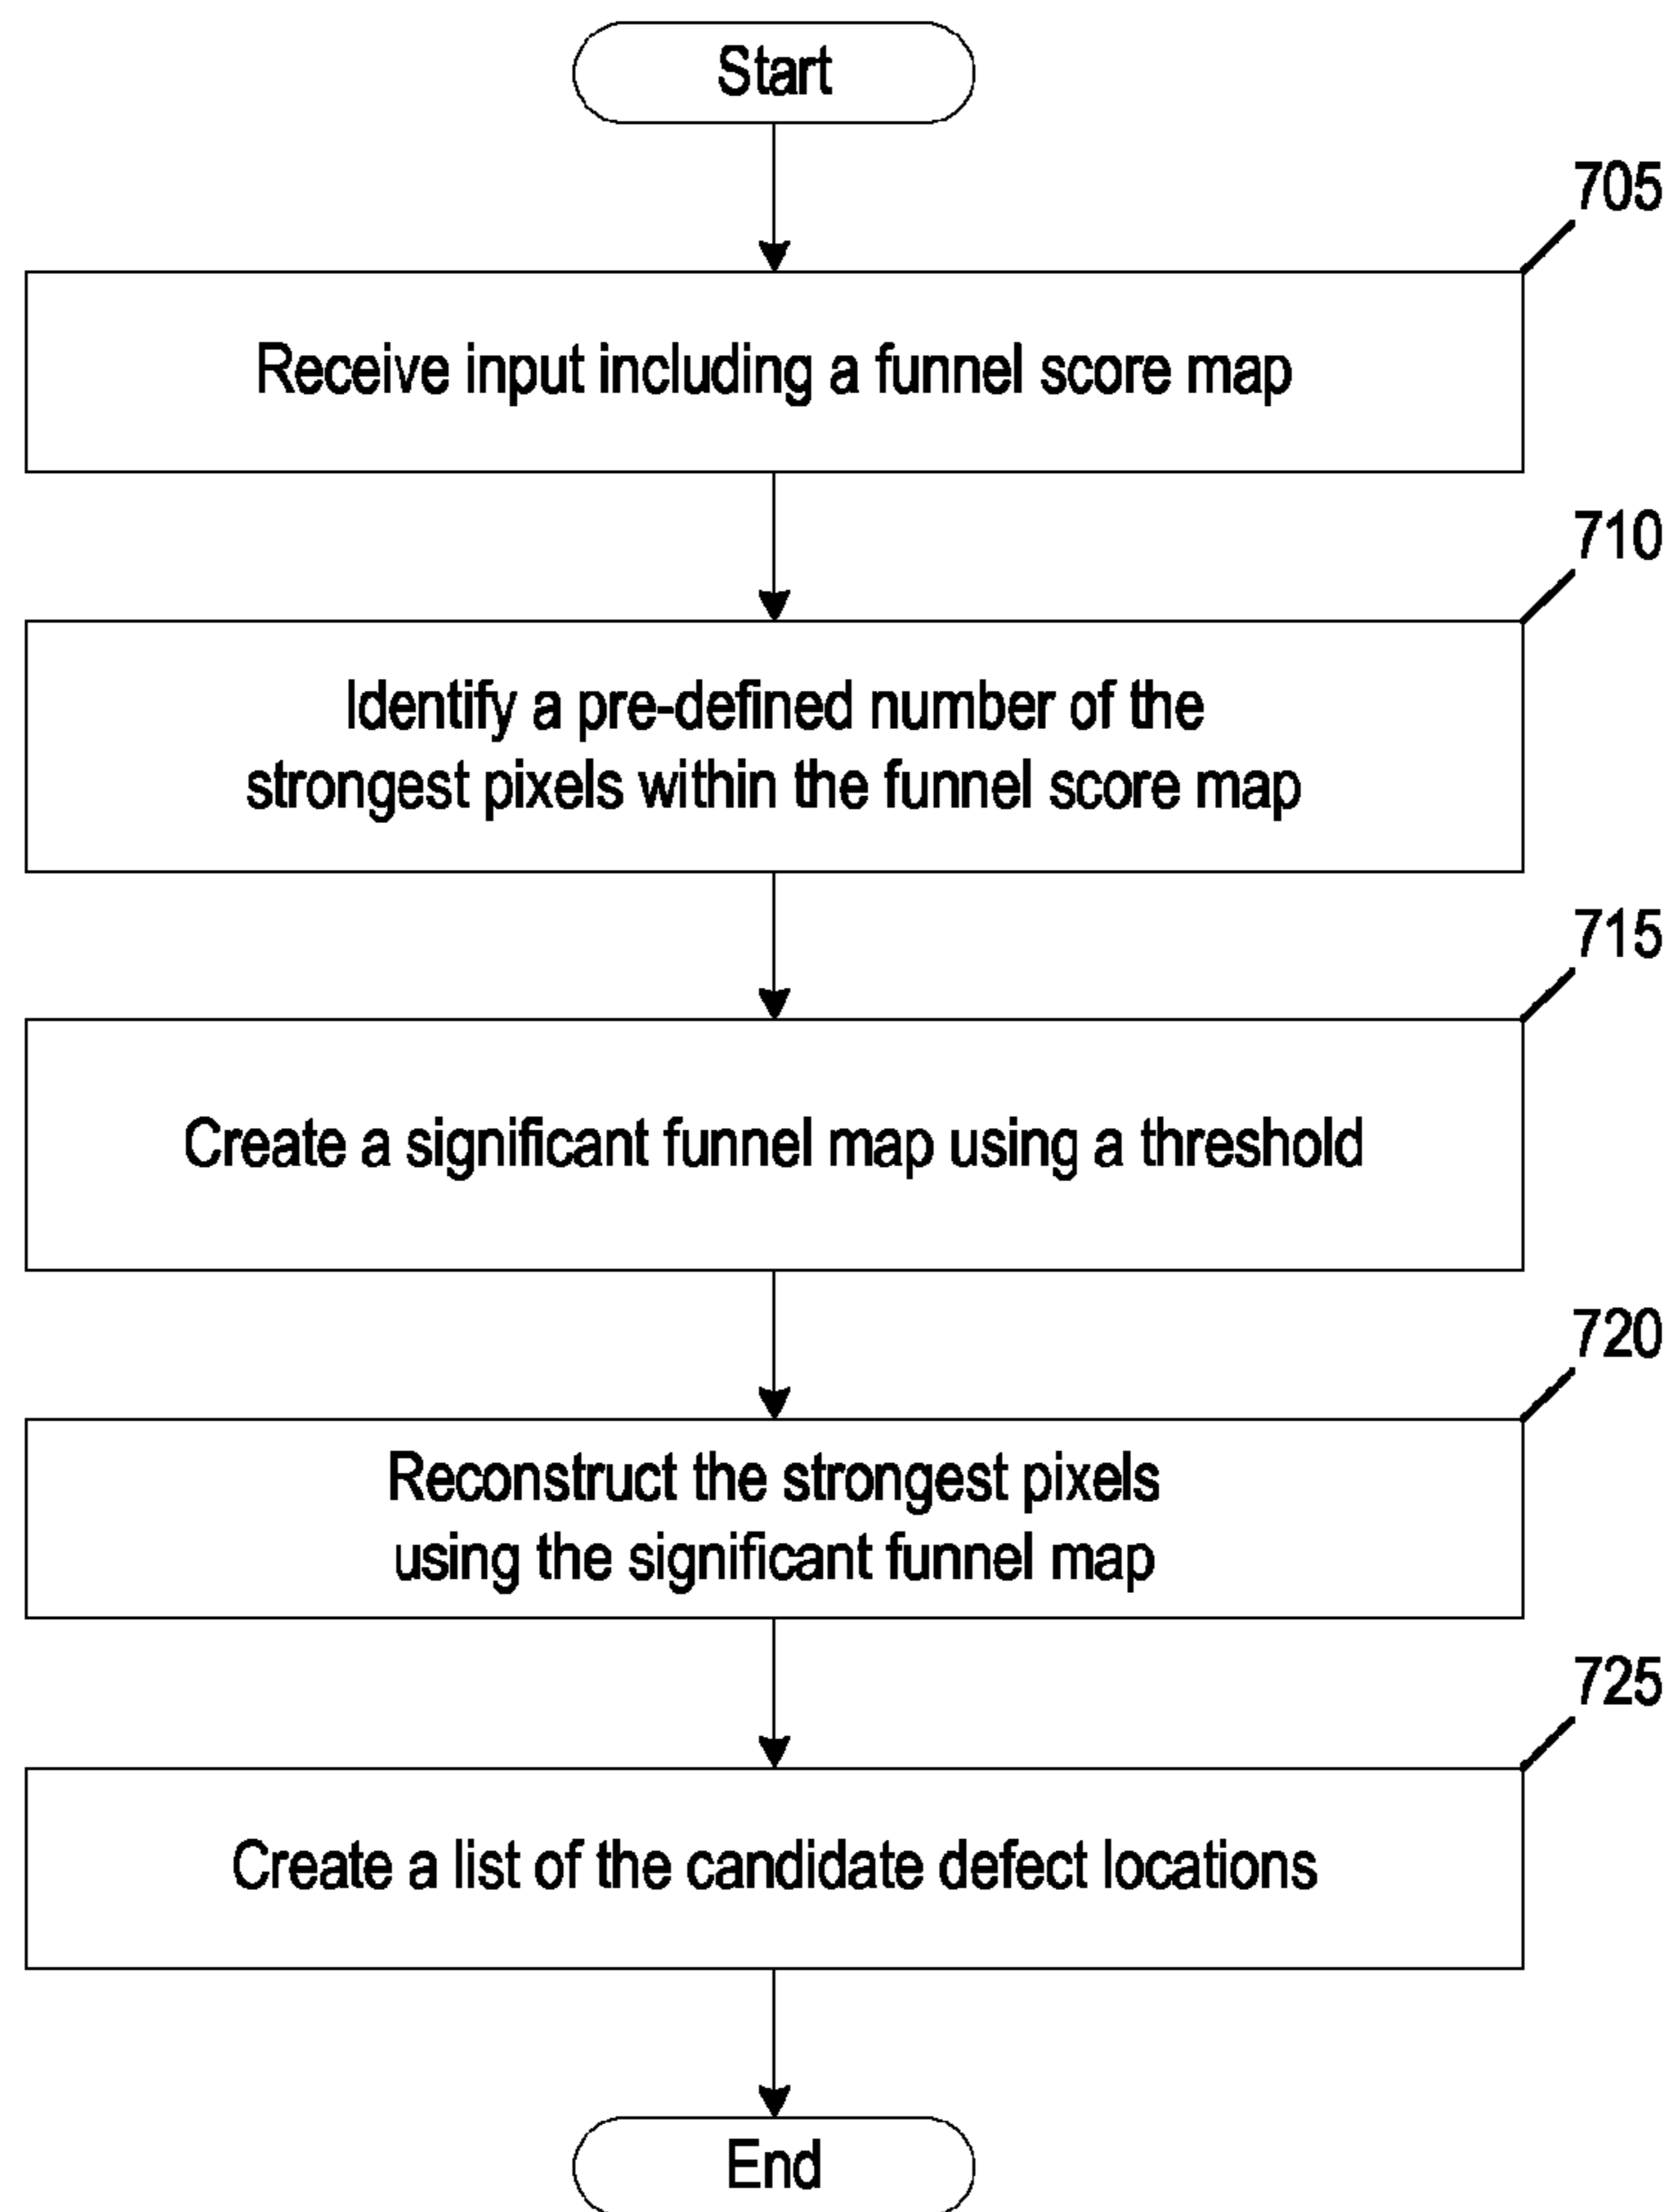 Start
705
Receive input including a funnel score map
710
Identify a pre-defined number of the
strongest pixels within the funnel score map
715
Create a significant funnel map using a threshold
720
Reconstruct the strongest pixels
using the significant funnel map
725
Create a list of the candidate defect locations
End